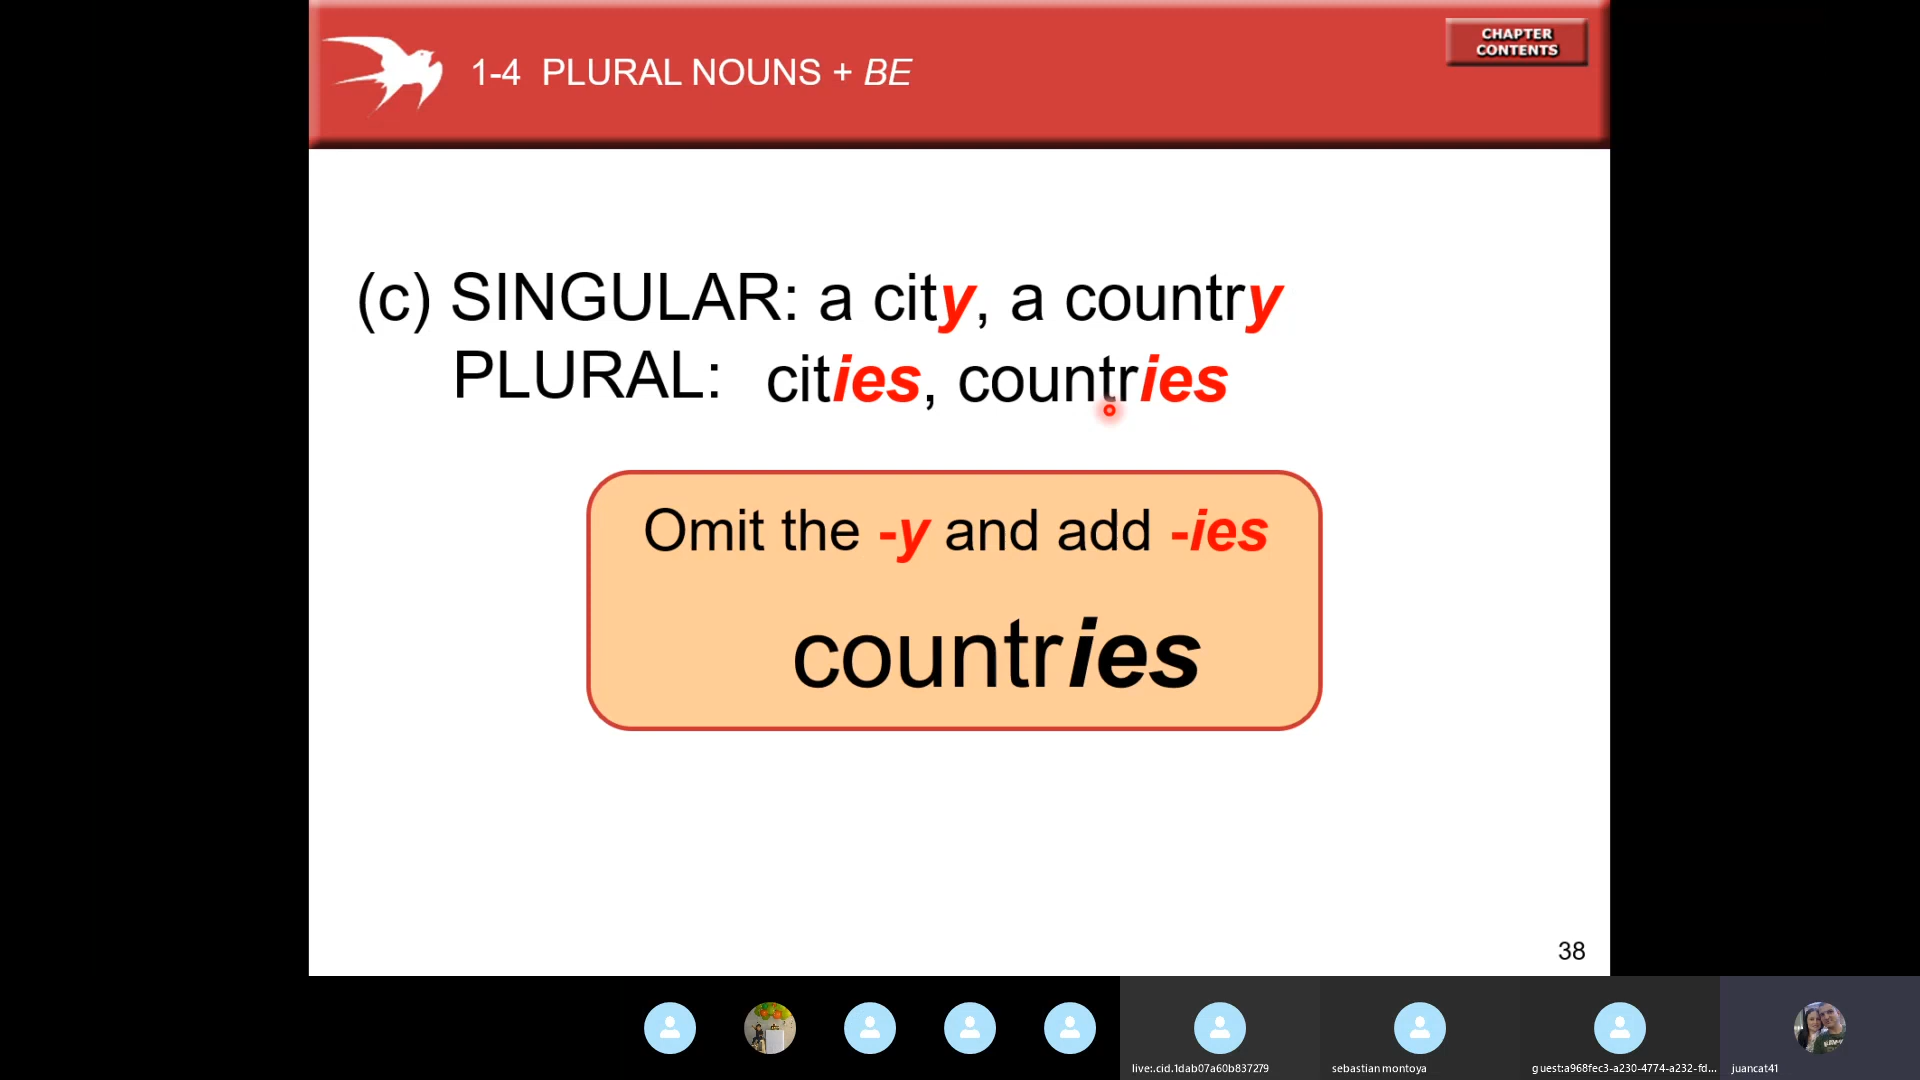 CHAPTER
CONTENTS
1-4 PLURAL NOUNS + BE
(c) SINGULAR: a city, a country
PLURAL: cities, countries
Omit the -y and add -ies
countries
38
live:.cid.1dab07a60b837279
sebastian montoya
guest:a968fec3-a230-4774-a232-fd...
juancat41